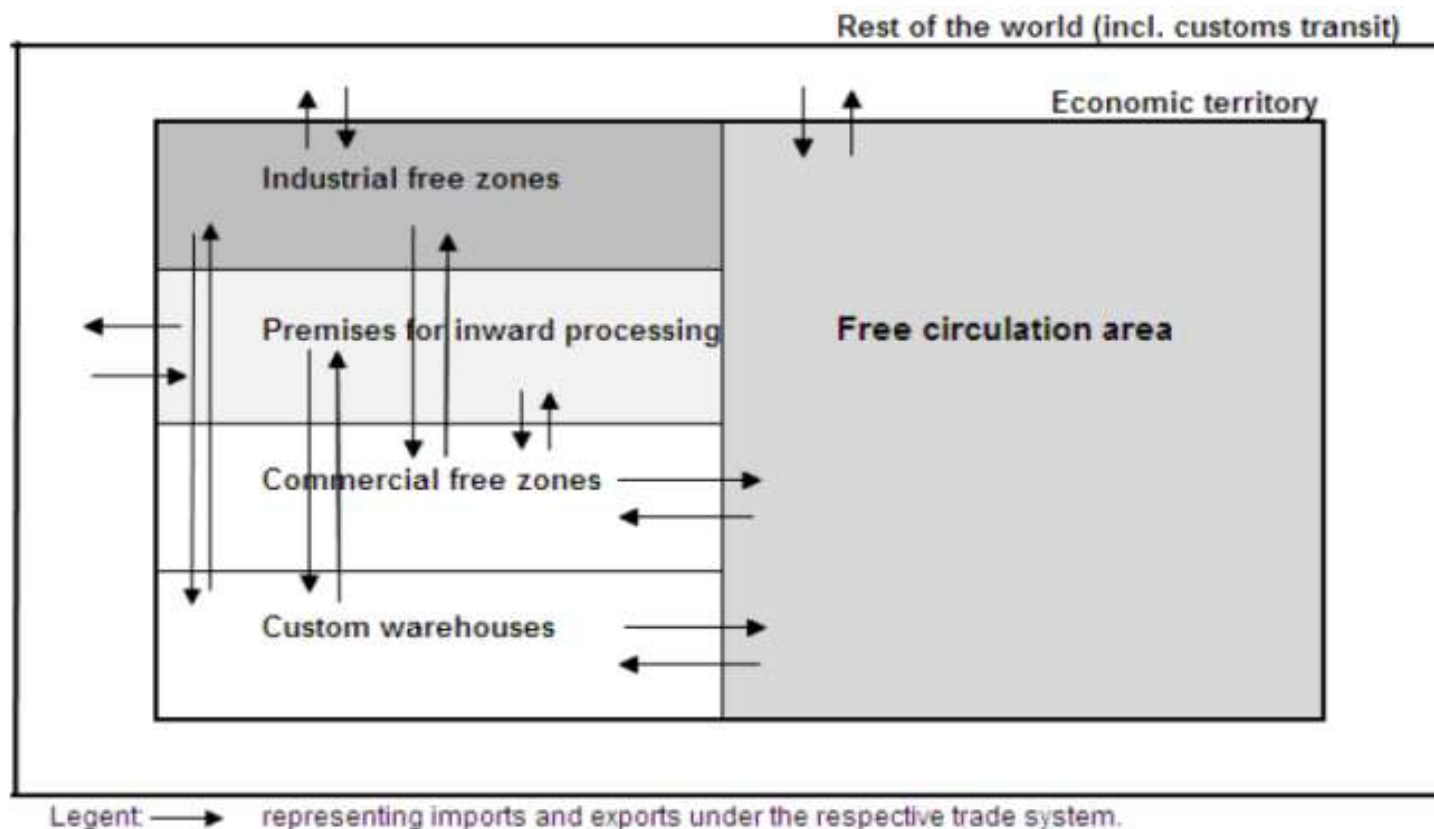 Rest of the world (incl. customs transit)
Economic territory
Industrial free zones
Premises for inward processing
Free circulation area
Commercial free zones
Custom warehouses
Legent: representing imports and exports under the respective trade system.